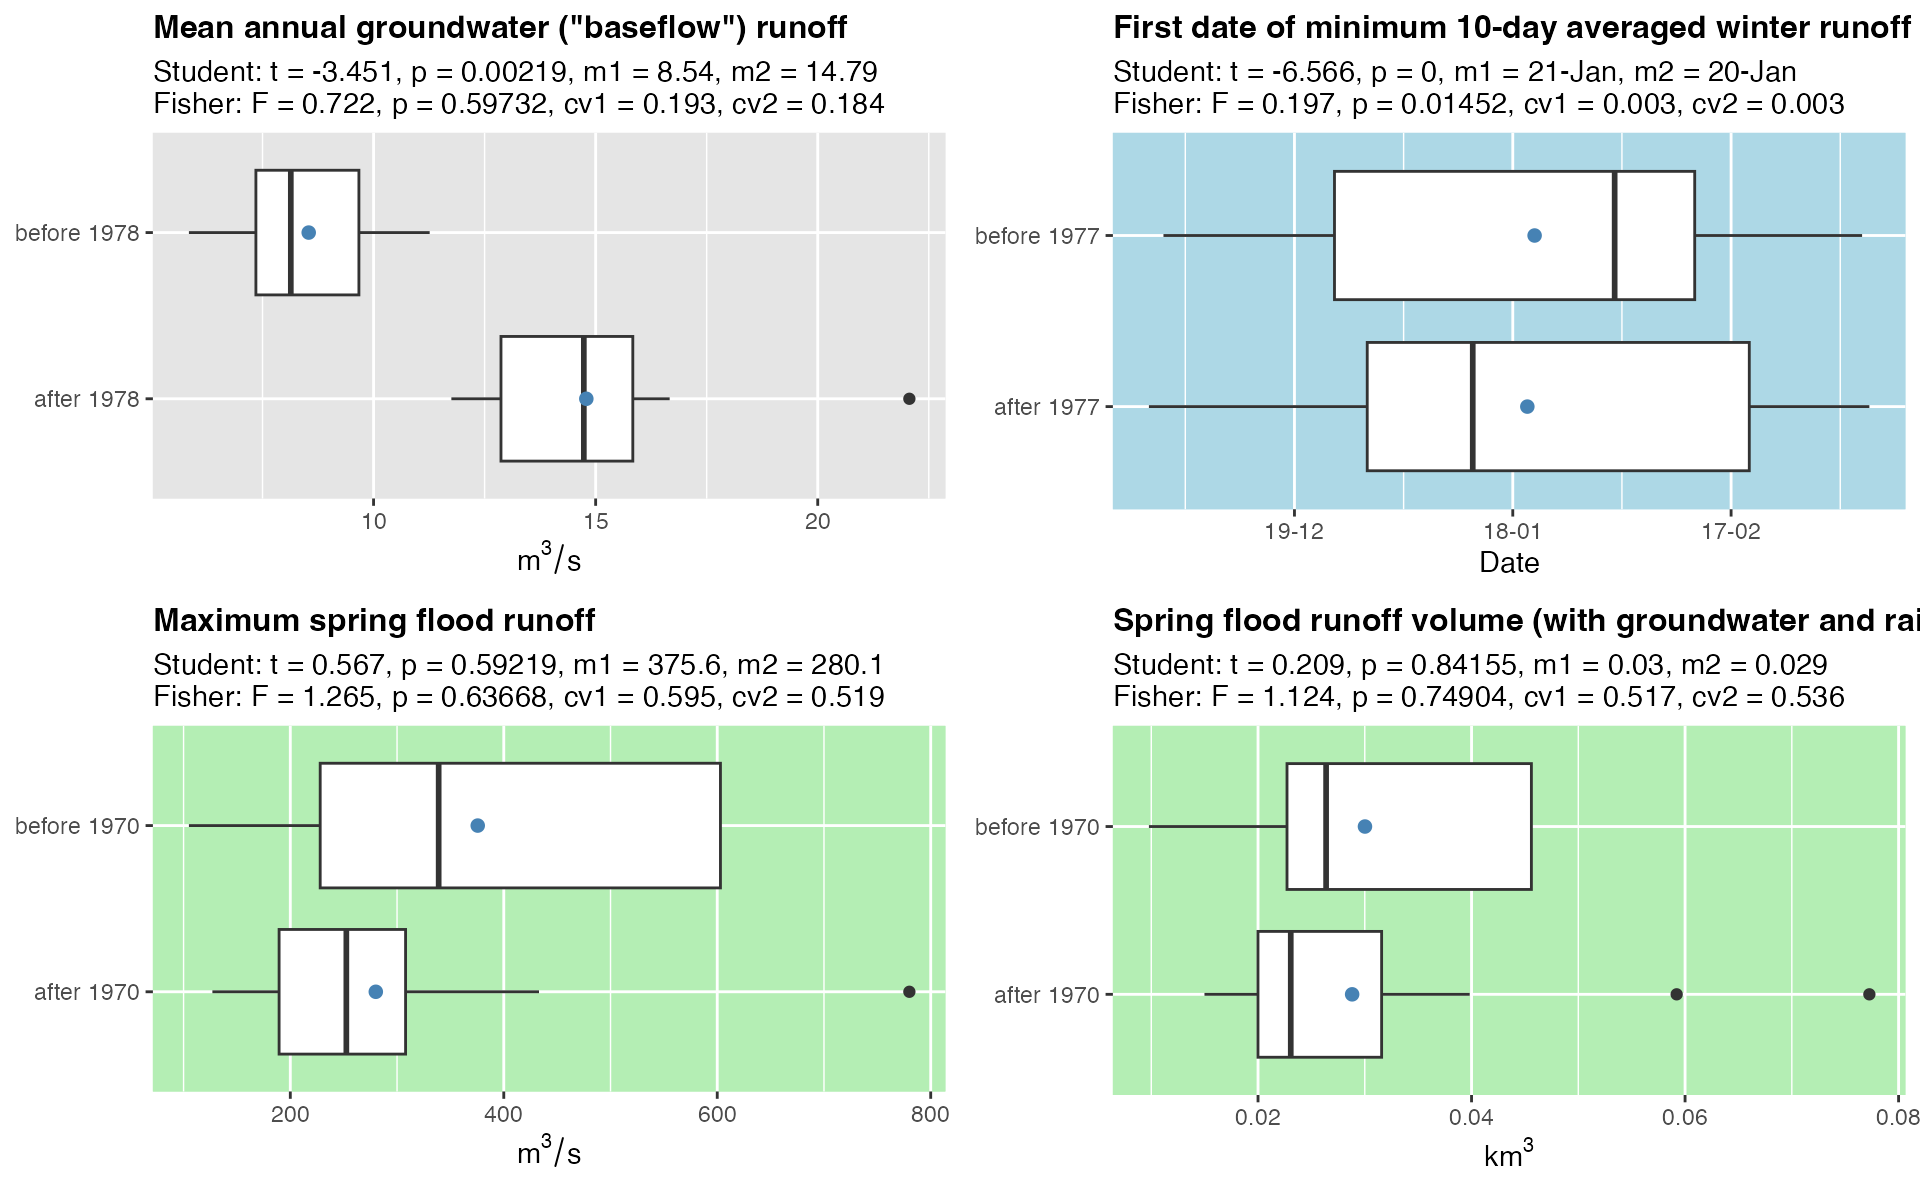 Mean annual groundwater ("baseflow") runoff
Student: t = -3.451, p = 0.00219, m1 = 8.54, m2 = 14.79
Fisher: F = 0.722, p = 0.59732, cv1 = 0.193, cv2 = 0.184
before 1978
after 1978
10 15 20
m³/s
First date of minimum 10-day averaged winter runoff
Student: t = -6.566, p = 0, m1 = 21-Jan, m2 = 20-Jan
Fisher: F = 0.197, p = 0.01452, cv1 = 0.003, cv2 = 0.003
before 1977
after 1977
19-12 18-01 17-02
Date
Maximum spring flood runoff
Student: t = 0.567, p = 0.59219, m1 = 375.6, m2 = 280.1
Fisher: F = 1.265, p = 0.63668, cv1 = 0.595, cv2 = 0.519
before 1970
after 1970
200 400 600 800
m³/s
Spring flood runoff volume (with groundwater and rai
Student: t = 0.209, p = 0.84155, m1 = 0.03, m2 = 0.029
Fisher: F = 1.124, p = 0.74904, cv1 = 0.517, cv2 = 0.536
before 1970
after 1970
0.02 0.04 0.06 0.08
km³